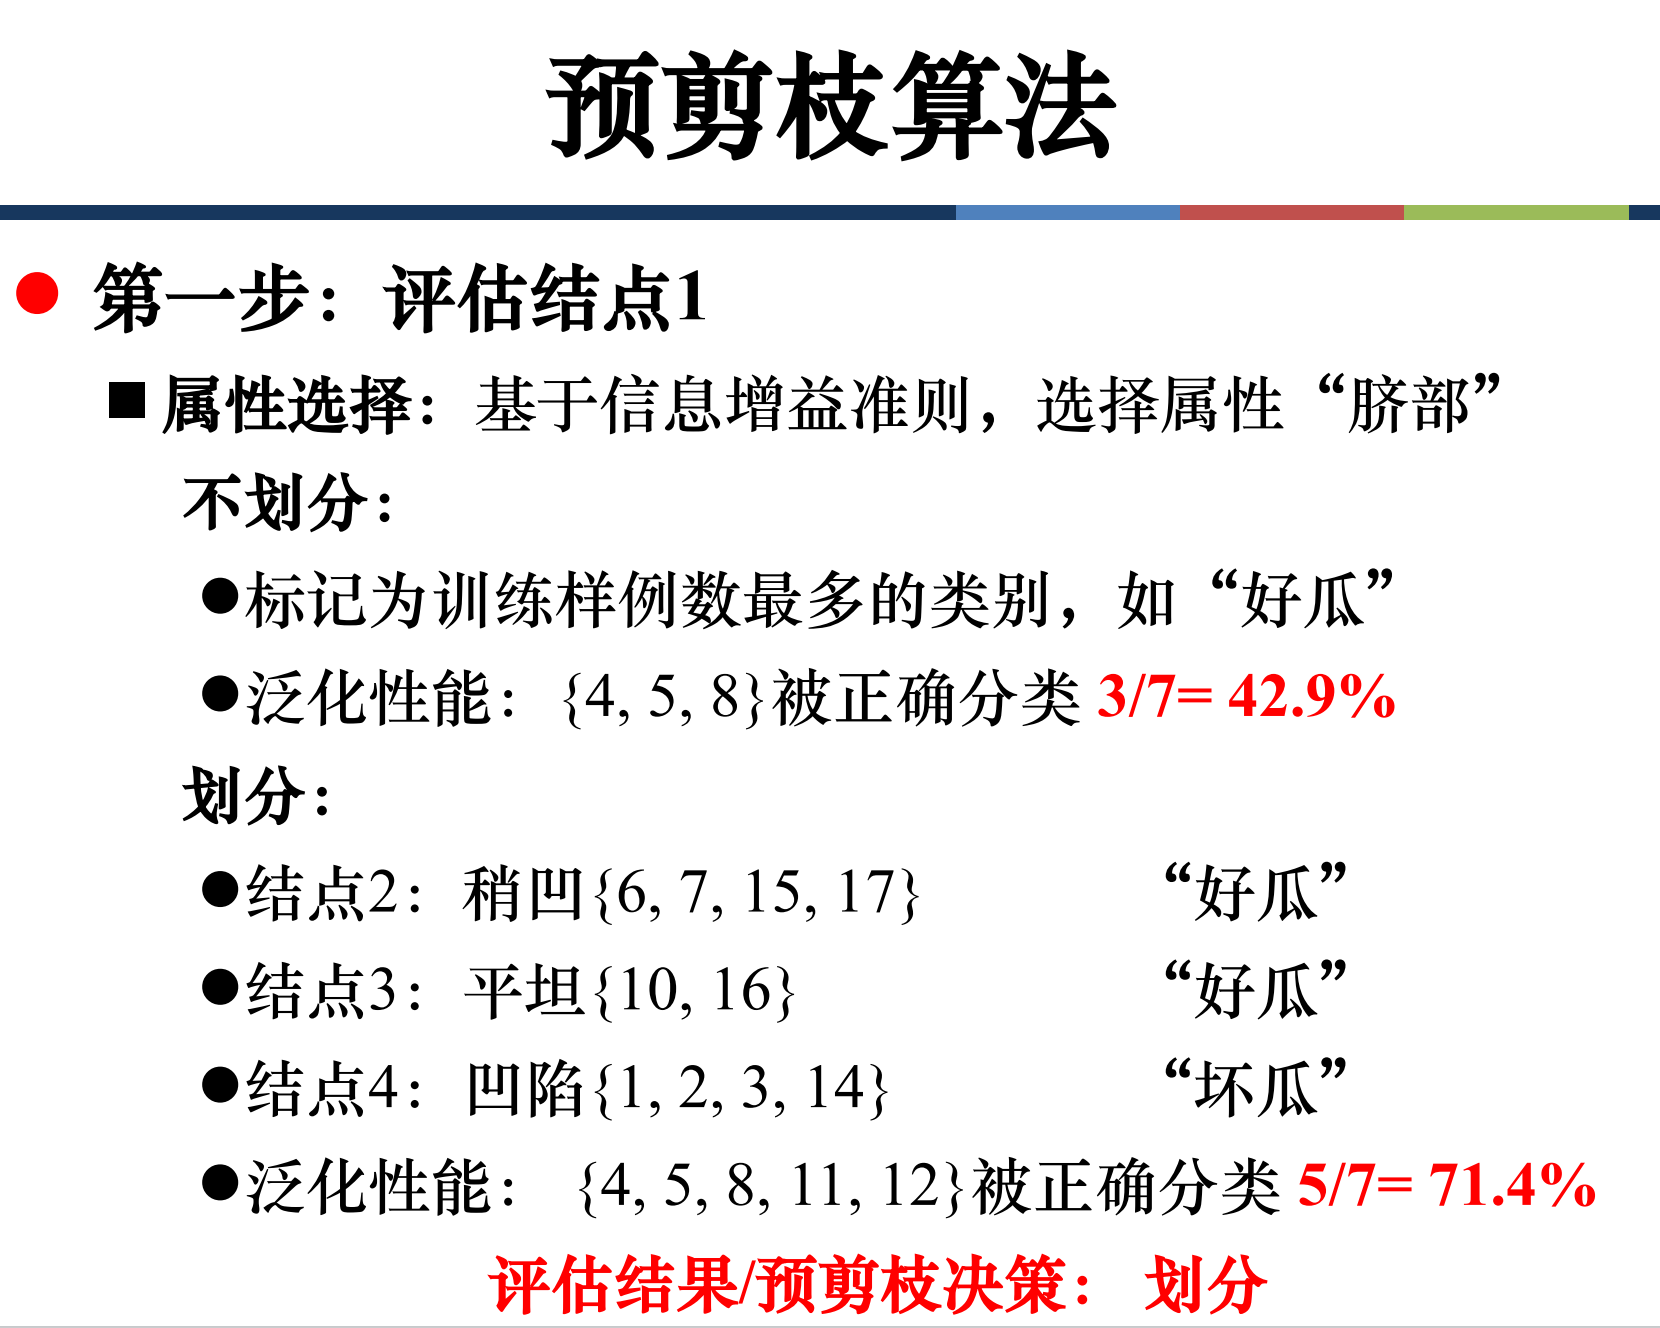 预剪枝算法
第一步：评估结点1
属性选择：基于信息增益准则，选择属性“脐部”
不划分：
标记为训练样例数最多的类别，如“好瓜”
泛化性能：{4, 5, 8}被正确分类 3/7= 42.9%
划分：
结点2：稍凹{6, 7, 15, 17} “好瓜”
结点3：平坦{10, 16} “好瓜”
结点4：凹陷{1, 2, 3, 14} “坏瓜”
泛化性能： {4, 5, 8, 11, 12}被正确分类 5/7= 71.4%
评估结果/预剪枝决策： 划分